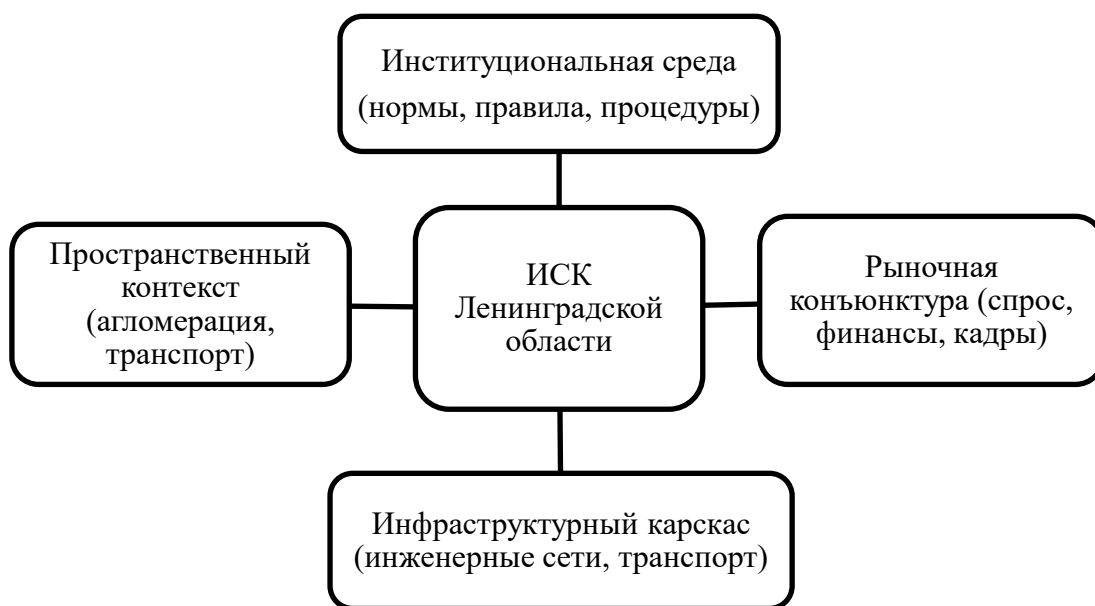 Институциональная среда
(нормы, правила, процедуры)
Пространственный
контекст
(агломерация,
транспорт)
ИСК
Ленинградской
области
Рыночная
конъюнктура (спрос,
финансы, кадры)
Инфраструктурный карскас
(инженерные сети, транспорт)